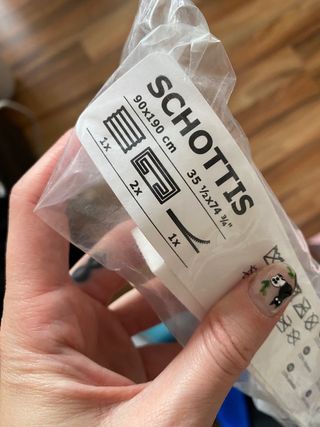 SCHOTTIS
90x190 cm
35 ½x74 ¾"
1x
2x
1x